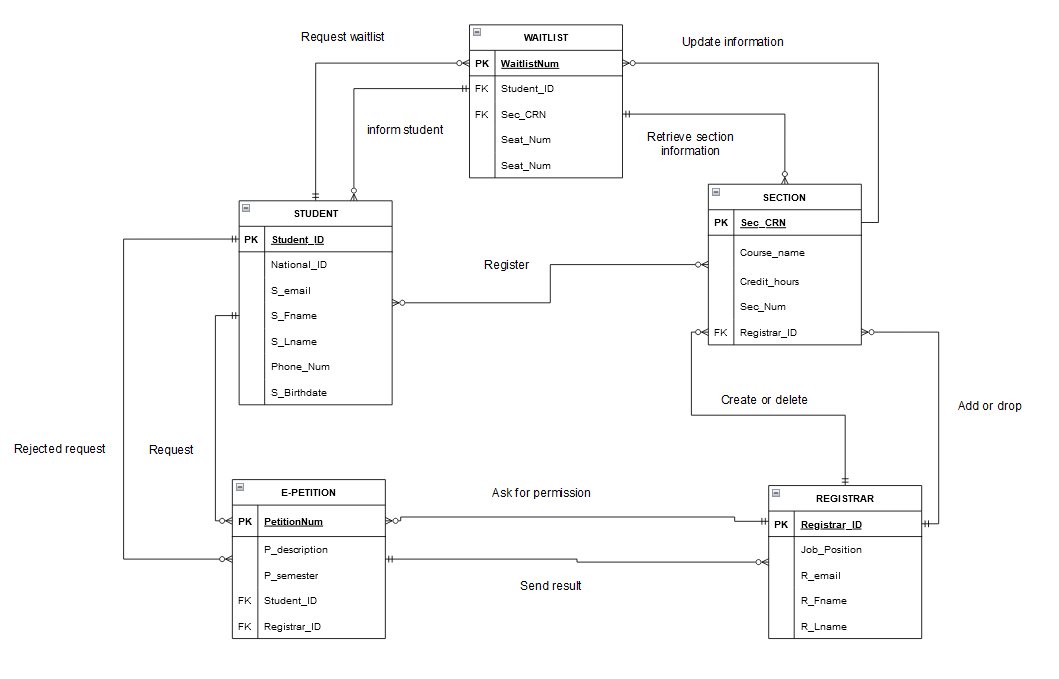 Request waitlist
WAITLIST
Update information
PK WaitlistNum
FK Student_ID
FK Sec_CRN
Seat_Num
Seat_Num
inform student
Retrieve section
information
STUDENT
PK Student_ID
National_ID
S_email
S_Fname
S_Lname
Phone_Num
S_Birthdate
SECTION
PK Sec_CRN
Course_name
Credit_hours
Sec_Num
FK Registrar_ID
Register
Create or delete
Add or drop
Rejected request
Request
E-PETITION
PK PetitionNum
P_description
P_semester
FK Student_ID
FK Registrar_ID
Ask for permission
Send result
REGISTRAR
PK Registrar_ID
Job_Position
R_email
R_Fname
R_Lname